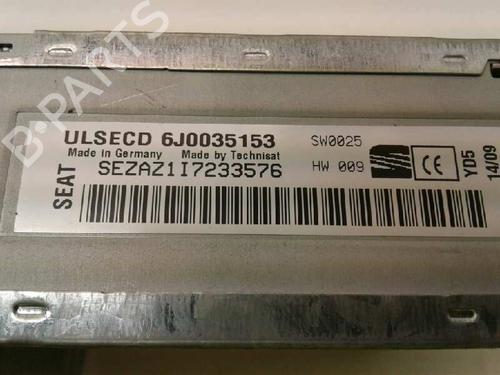 B-PARTS
ULSECD 6J0035153 SW0025
Made in Germany Made by Technisat
SEZAZ1I7233576 HW 009
SEAT
CE
YD5
14/09